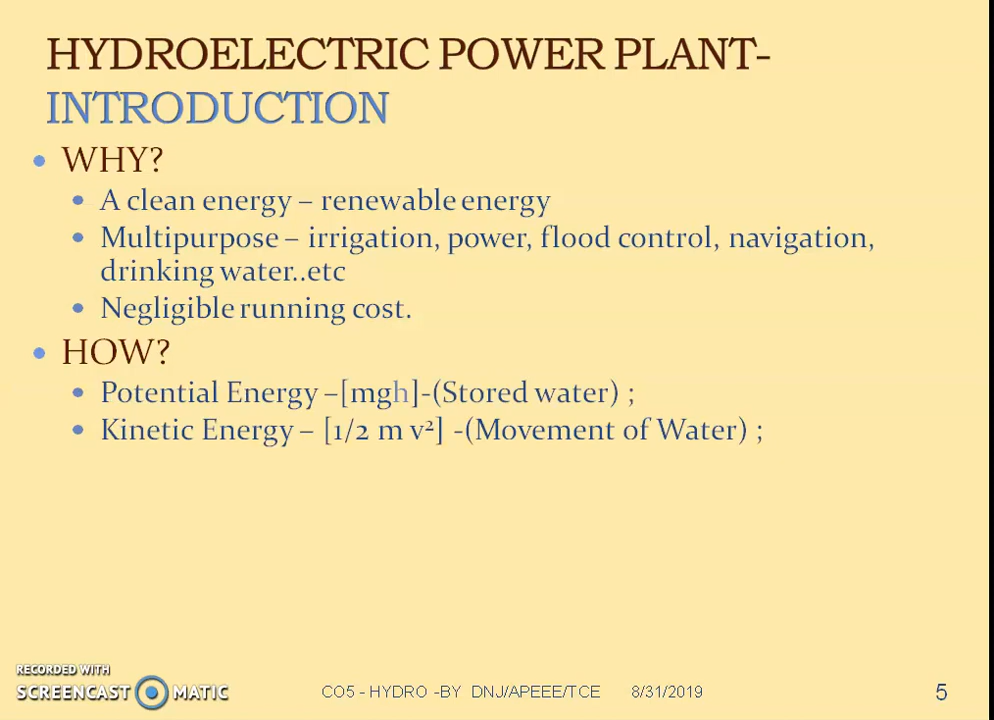 HYDROELECTRIC POWER PLANT-
INTRODUCTION
• WHY?
• A clean energy – renewable energy
• Multipurpose – irrigation, power, flood control, navigation,
drinking water..etc
• Negligible running cost.
• HOW?
• Potential Energy –[mgh]-(Stored water) ;
• Kinetic Energy – [1/2 m v²] -(Movement of Water) ;
RECORDED WITH
SCREENCAST MATIC
CO5 - HYDRO -BY DNJ/APEEE/TCE 8/31/2019 5